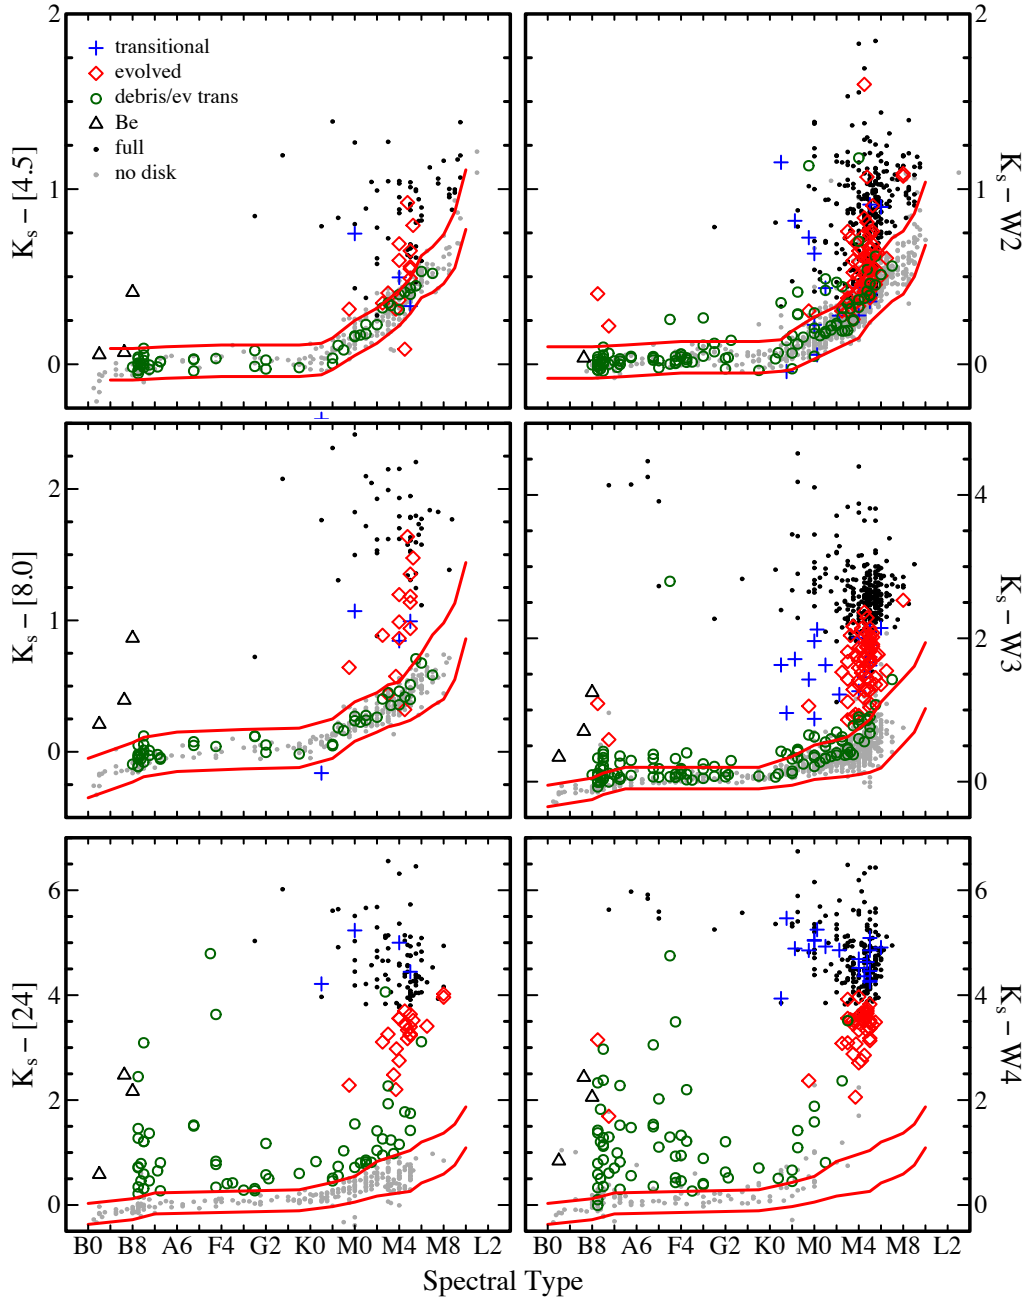 2
2
transitional
evolved
debris/ev trans
Be
full
no disk
1
1
0
0
Ks − [4.5]
Ks − W2
2
1
0
Ks − [8.0]
4
2
0
Ks − W3
6
4
2
0
Ks − [24]
6
4
2
0
Ks − W4
B0 B8 A6 F4 G2 K0 M0 M4 M8 L2
B0 B8 A6 F4 G2 K0 M0 M4 M8 L2
Spectral Type